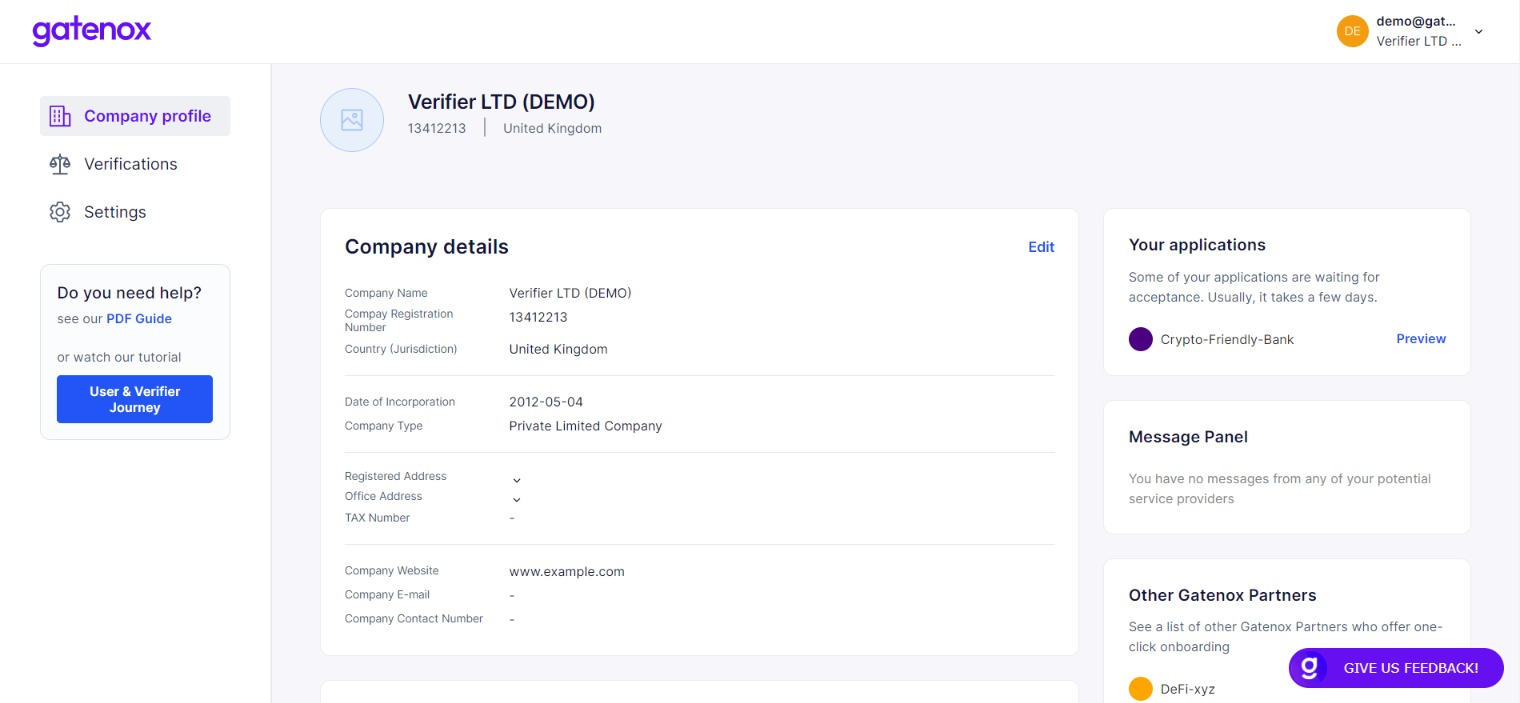 gatenox
DE
demo@gat...
Verifier LTD ...
Company profile
Verifications
Settings
Do you need help?
see our PDF Guide
or watch our tutorial
User & Verifier
Journey
Verifier LTD (DEMO)
13412213 | United Kingdom
Company details
Edit
Company Name Verifier LTD (DEMO)
Compay Registration
Number
13412213
Country (Jurisdiction) United Kingdom
Date of Incorporation 2012-05-04
Company Type Private Limited Company
Registered Address
Office Address
TAX Number -
Company Website www.example.com
Company E-mail -
Company Contact Number -
Your applications
Some of your applications are waiting for
acceptance. Usually, it takes a few days.
Crypto-Friendly-Bank Preview
Message Panel
You have no messages from any of your potential
service providers
Other Gatenox Partners
See a list of other Gatenox Partners who offer one-
click onboarding
DeFi-xyz
g GIVE US FEEDBACK!